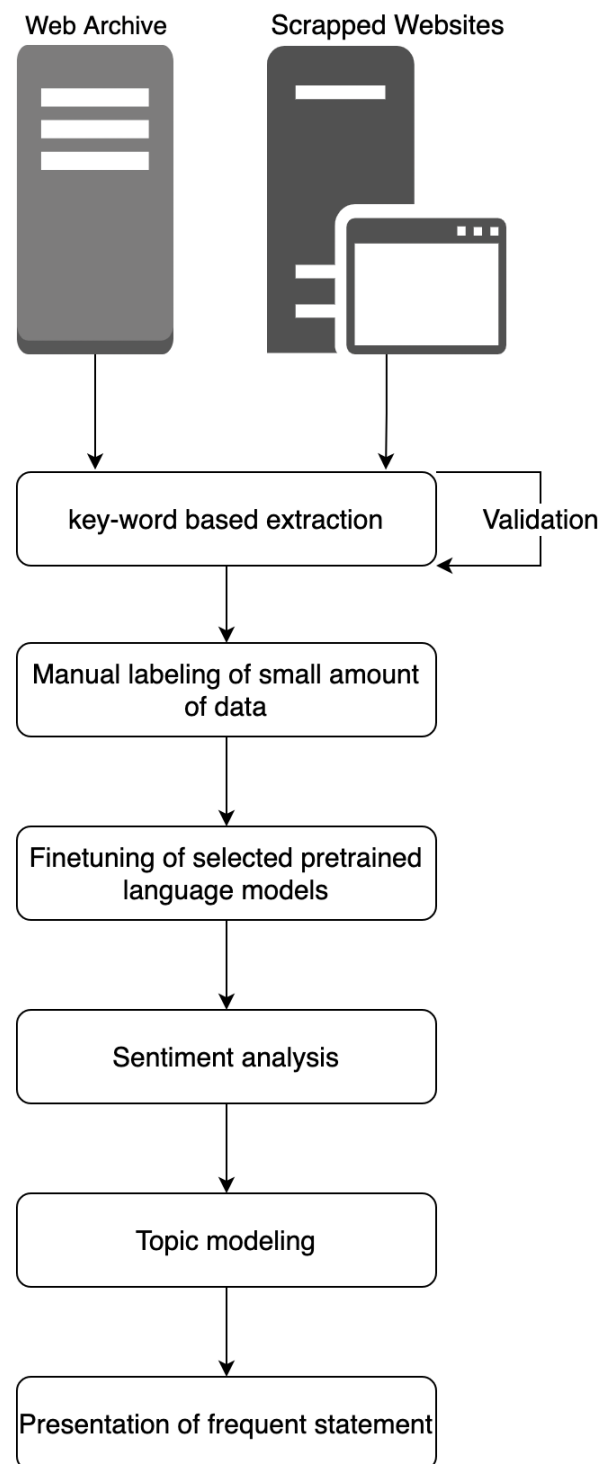 Web Archive
Scrapped Websites
key-word based extraction
Validation
Manual labeling of small amount
of data
Finetuning of selected pretrained
language models
Sentiment analysis
Topic modeling
Presentation of frequent statement